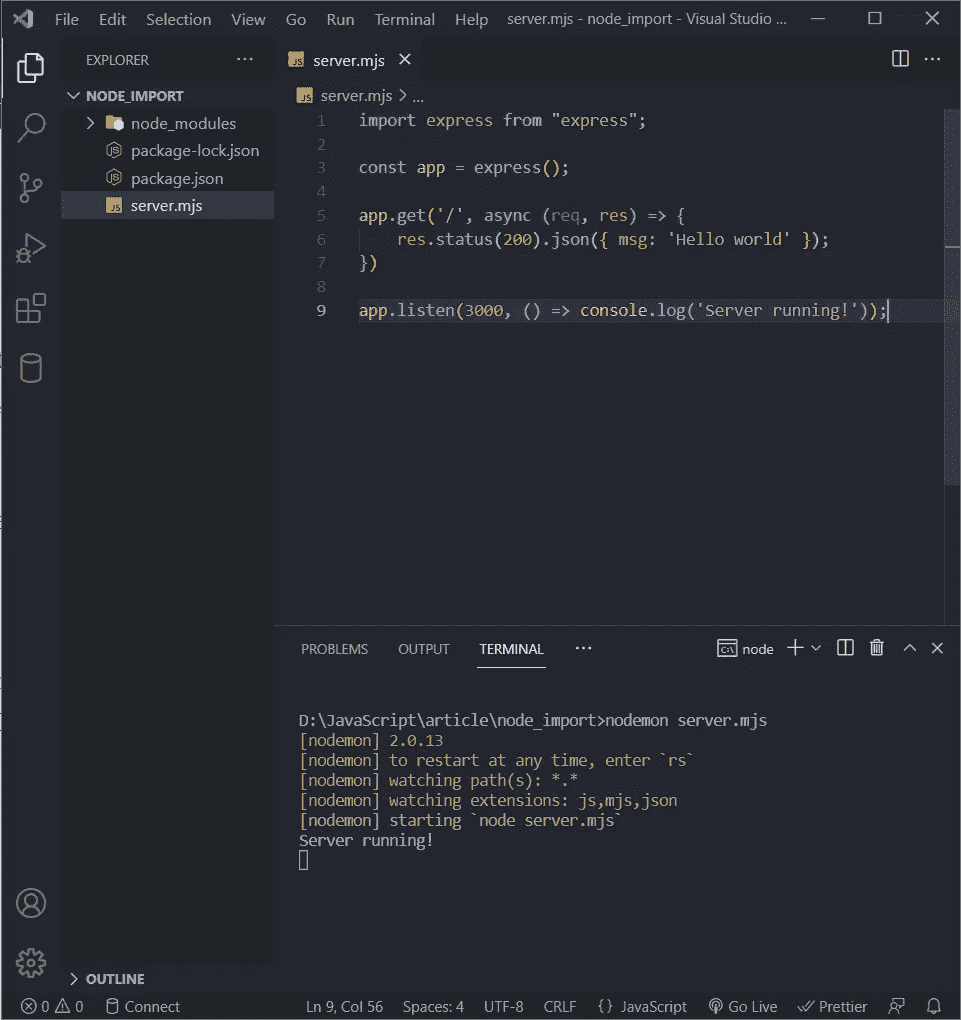 File Edit Selection View Go Run Terminal Help server.mjs - node_import - Visual Studio ...
EXPLORER ...
NODE_IMPORT
node_modules
package-lock.json
package.json
server.mjs
server.mjs
server.mjs > ...
1 import express from "express";
2
3 const app = express();
4
5 app.get('/', async (req, res) => {
6 res.status(200).json({ msg: 'Hello world' });
7 })
8
9 app.listen(3000, () => console.log('Server running!'));
PROBLEMS OUTPUT TERMINAL ... node
D:\JavaScript\article\node_import>nodemon server.mjs
[nodemon] 2.0.13
[nodemon] to restart at any time, enter `rs`
[nodemon] watching path(s): *.*
[nodemon] watching extensions: js,mjs,json
[nodemon] starting `node server.mjs`
Server running!
OUTLINE
0 0 Connect Ln 9, Col 56 Spaces: 4 UTF-8 CRLF {} JavaScript Go Live Prettier